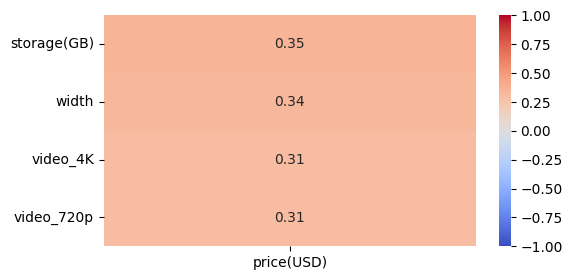 storage(GB) 0.35
width 0.34
video_4K 0.31
video_720p 0.31
price(USD)
1.00
0.75
0.50
0.25
0.00
−0.25
−0.50
−0.75
−1.00